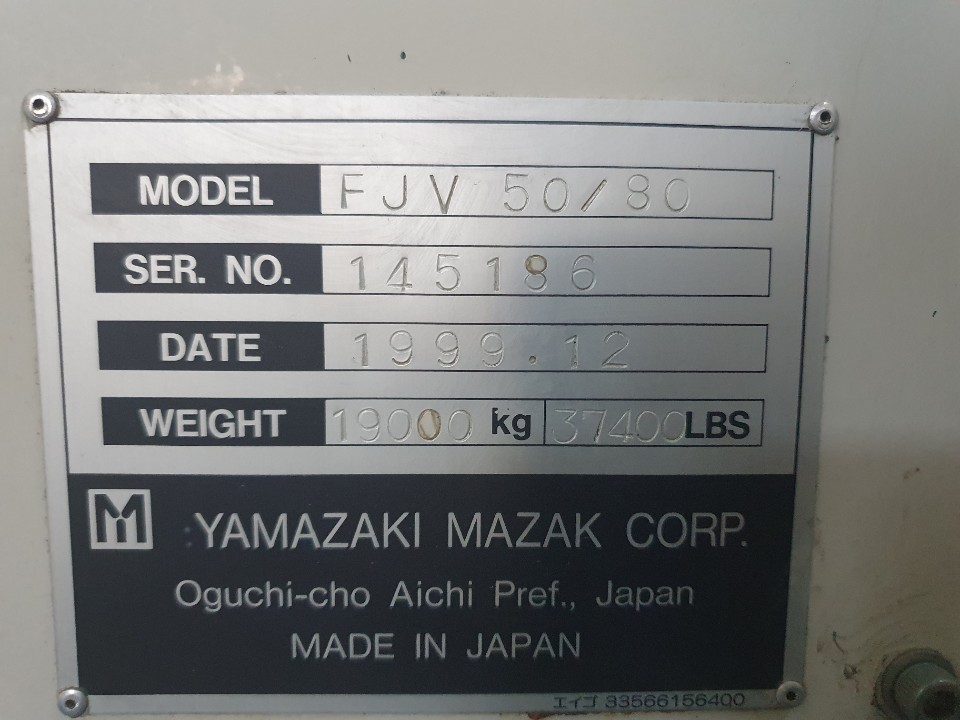 MODEL FJV 50/80
SER. NO. 145186
DATE 1999.12
WEIGHT 19000 kg 37400 LBS
M YAMAZAKI MAZAK CORP.
Oguchi-cho Aichi Pref., Japan
MADE IN JAPAN
エイゴ 33566156400